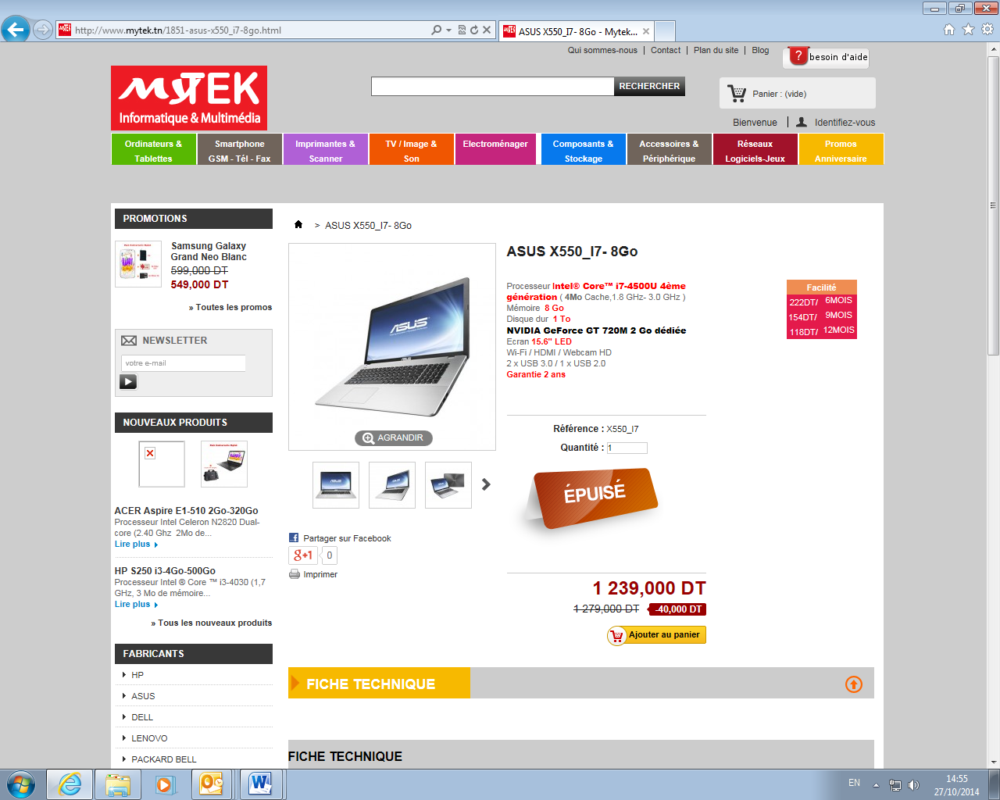 http://www.mytek.tn/1851-asus-x550_i7-8go.html
ASUS X550_I7- 8Go - Mytek...
Qui sommes-nous | Contact | Plan du site | Blog
? besoin d'aide
MYTEK
Informatique & Multimédia
RECHERCHER
Panier : (vide)
Bienvenue | Identifiez-vous
Ordinateurs & Tablettes
Smartphone GSM - Tél - Fax
Imprimantes & Scanner
TV / Image & Son
Electroménager
Composants & Stockage
Accessoires & Périphérique
Réseaux Logiciels-Jeux
Promos Anniversaire
PROMOTIONS
Samsung Galaxy
Grand Neo Blanc
599,000 DT
549,000 DT
» Toutes les promos
NEWSLETTER
votre e-mail
NOUVEAUX PRODUITS
ACER Aspire E1-510 2Go-320Go
Processeur Intel Celeron N2820 Dual-
core (2.40 Ghz 2Mo de...
Lire plus
HP S250 i3-4Go-500Go
Processeur Intel ® Core ™ i3-4030 (1,7
GHz, 3 Mo de mémoire...
Lire plus
» Tous les nouveaux produits
FABRICANTS
HP
ASUS
DELL
LENOVO
PACKARD BELL
> ASUS X550_I7- 8Go
ASUS
AGRANDIR
Partager sur Facebook
g+1 0
Imprimer
ASUS X550_I7- 8Go
Processeur Intel® Core™ i7-4500U 4ème
génération ( 4Mo Cache,1.8 GHz- 3.0 GHz )
Mémoire 8 Go
Disque dur 1 To
NVIDIA GeForce GT 720M 2 Go dédiée
Ecran 15.6" LED
Wi-Fi / HDMI / Webcam HD
2 x USB 3.0 / 1 x USB 2.0
Garantie 2 ans
Facilité
222DT/ 6MOIS
154DT/ 9MOIS
118DT/ 12MOIS
Référence : X550_I7
Quantité : 1
ÉPUISÉ
1 239,000 DT
1 279,000 DT -40,000 DT
Ajouter au panier
FICHE TECHNIQUE
FICHE TECHNIQUE
EN
14:55
27/10/2014